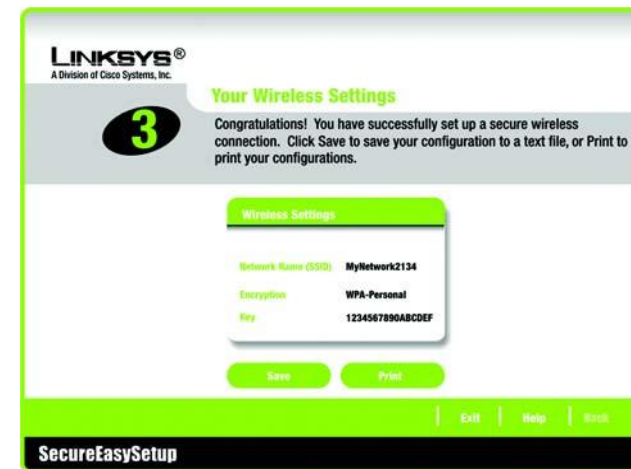 LINKSYS®
A Division of Cisco Systems, Inc.
3
Your Wireless Settings
Congratulations! You have successfully set up a secure wireless
connection. Click Save to save your configuration to a text file, or Print to
print your configurations.
Wireless Settings
Network Name (SSID) MyNetwork2134
Encryption WPA-Personal
Key 1234567890ABCDEF
Save Print
Exit Help Back
SecureEasySetup